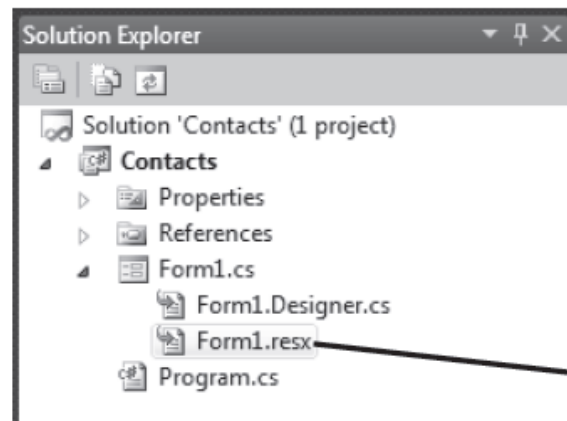 Solution Explorer
Solution 'Contacts' (1 project)
C# Contacts
Properties
References
Form1.cs
Form1.Designer.cs
Form1.resx
C# Program.cs